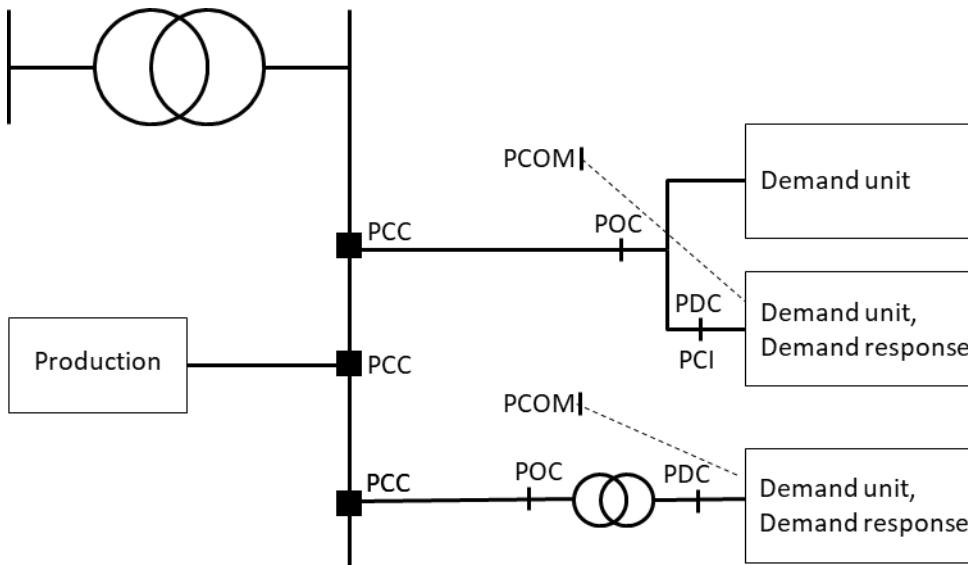 PCOM
Demand unit
PCC
POC
PDC
Demand unit,
Demand response
PCI
Production
PCC
PCOM
PCC
POC
PDC
Demand unit,
Demand response